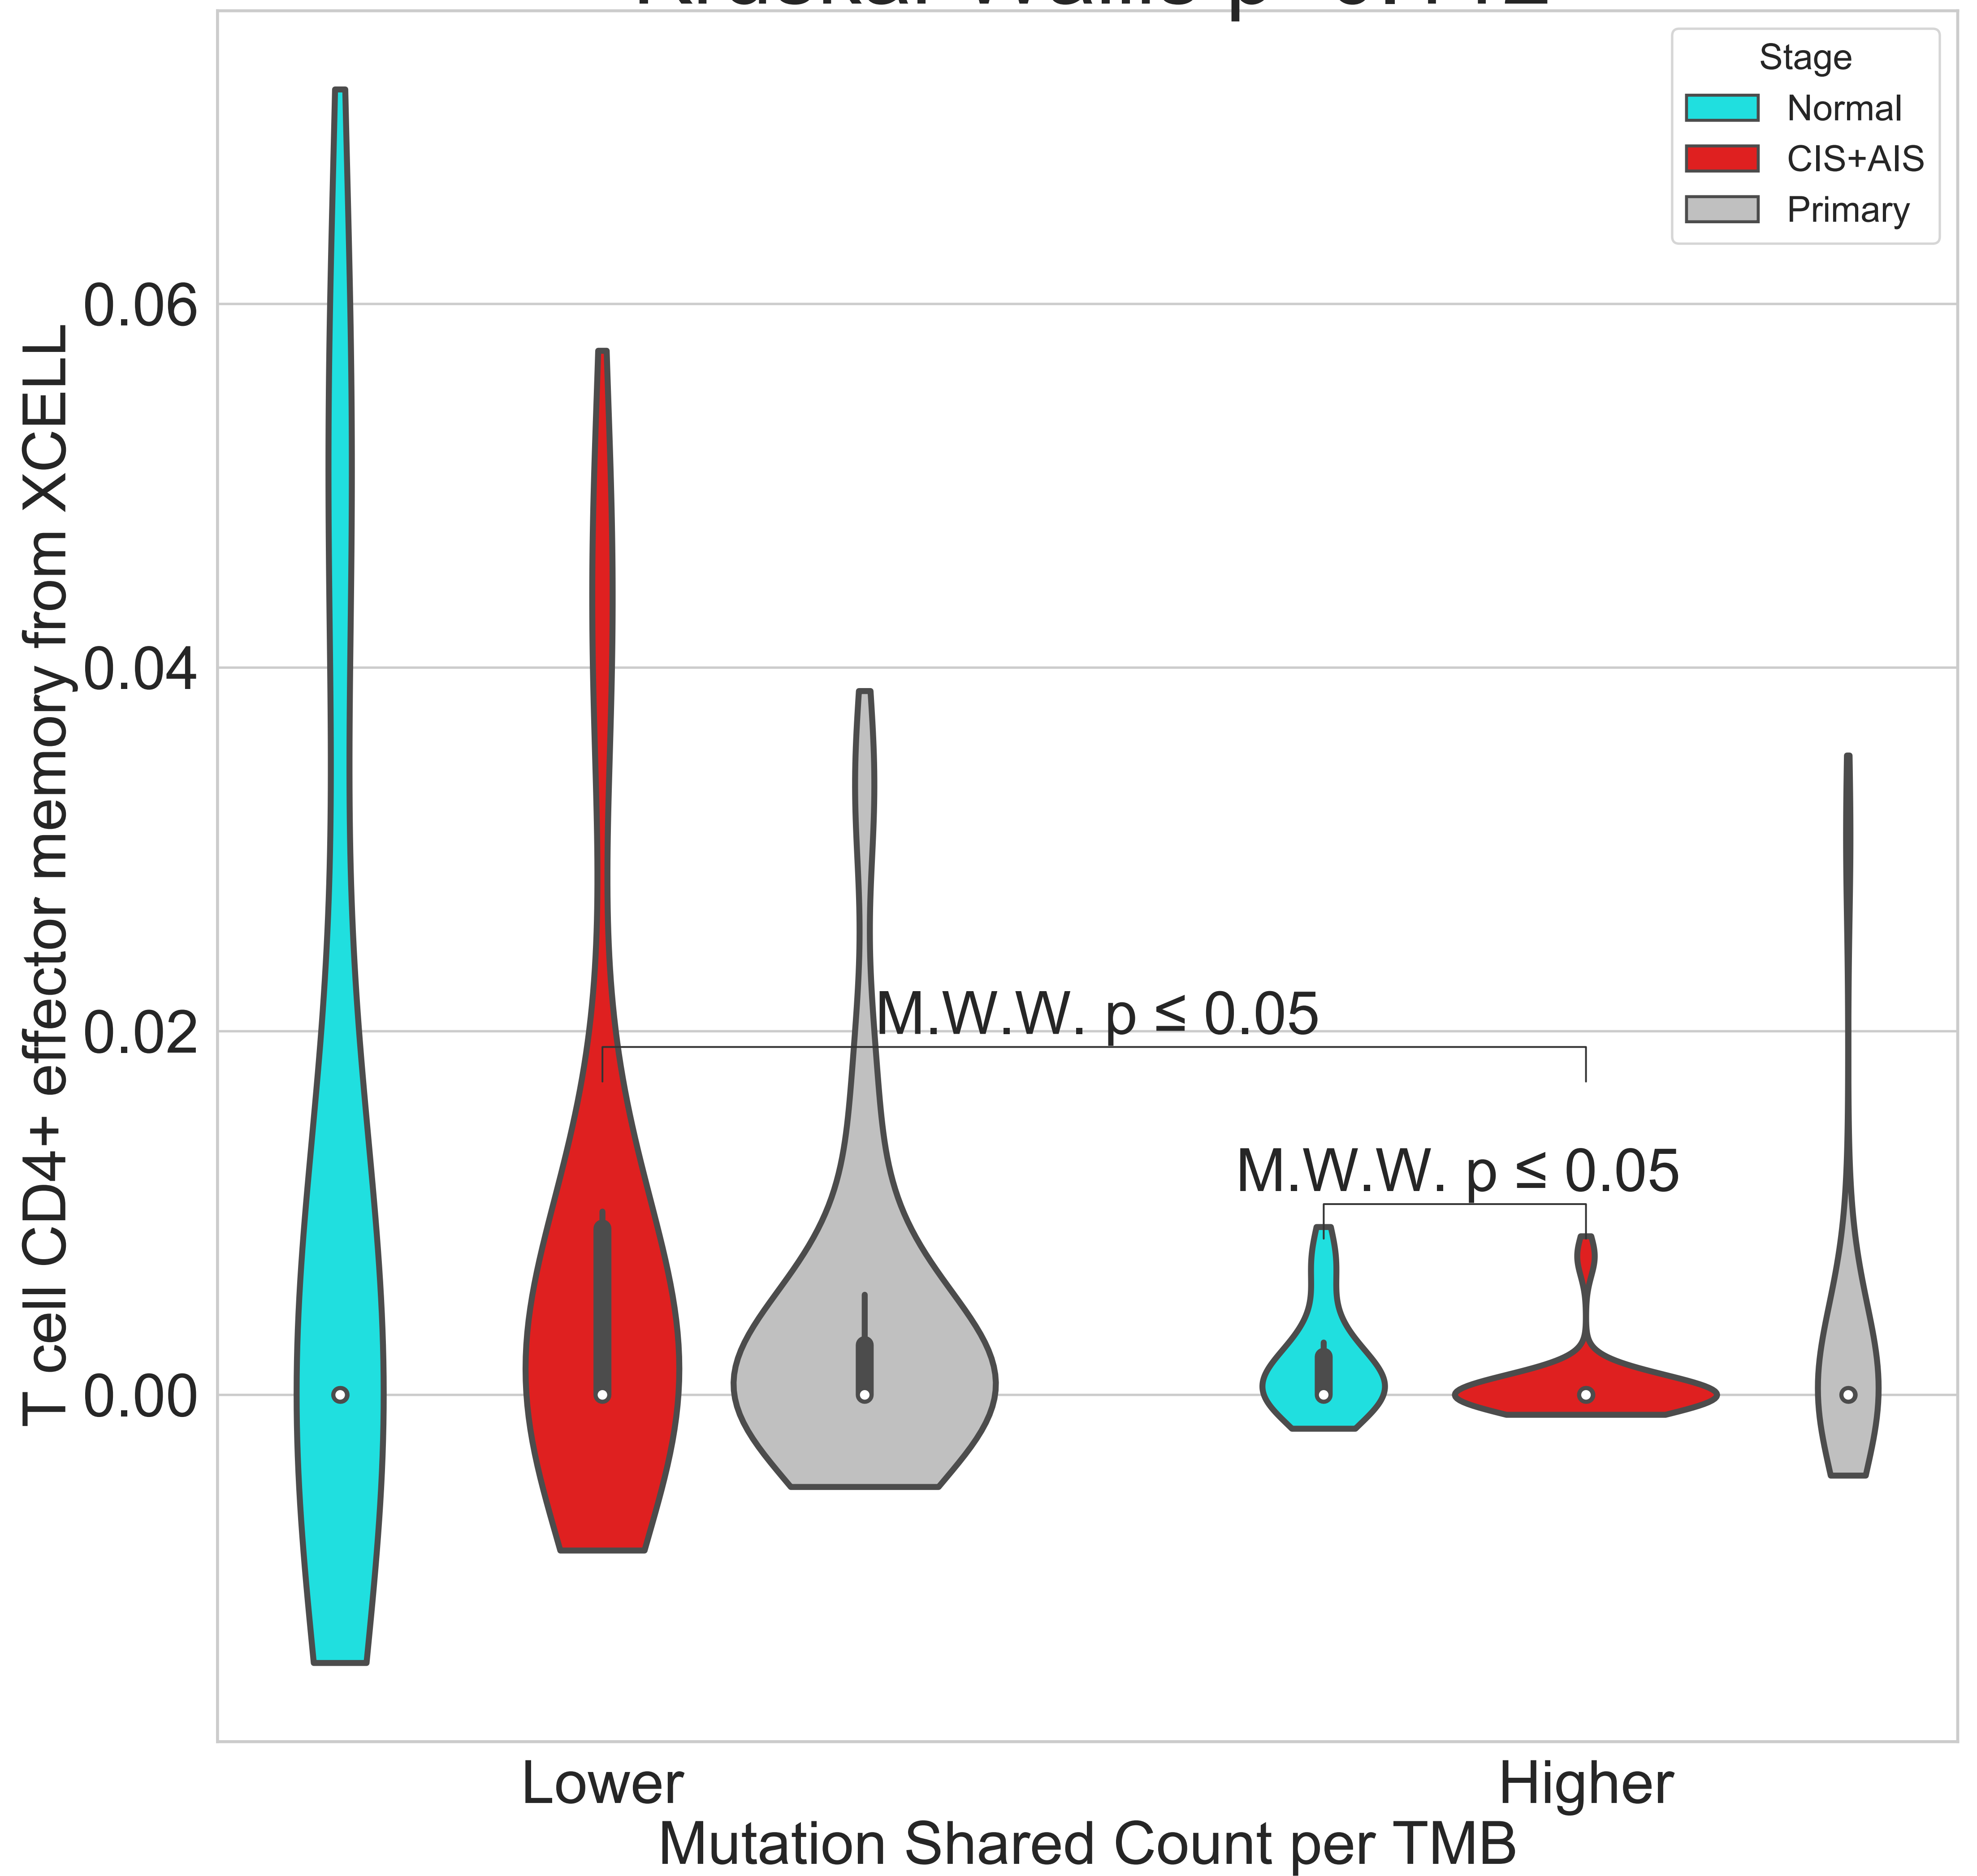 Stage
Normal
CIS+AIS
Primary
T cell CD4+ effector memory from XCELL
0.06
0.04
0.02
0.00
M.W.W. p ≤ 0.05
M.W.W. p ≤ 0.05
Lower
Higher
Mutation Shared Count per TMB